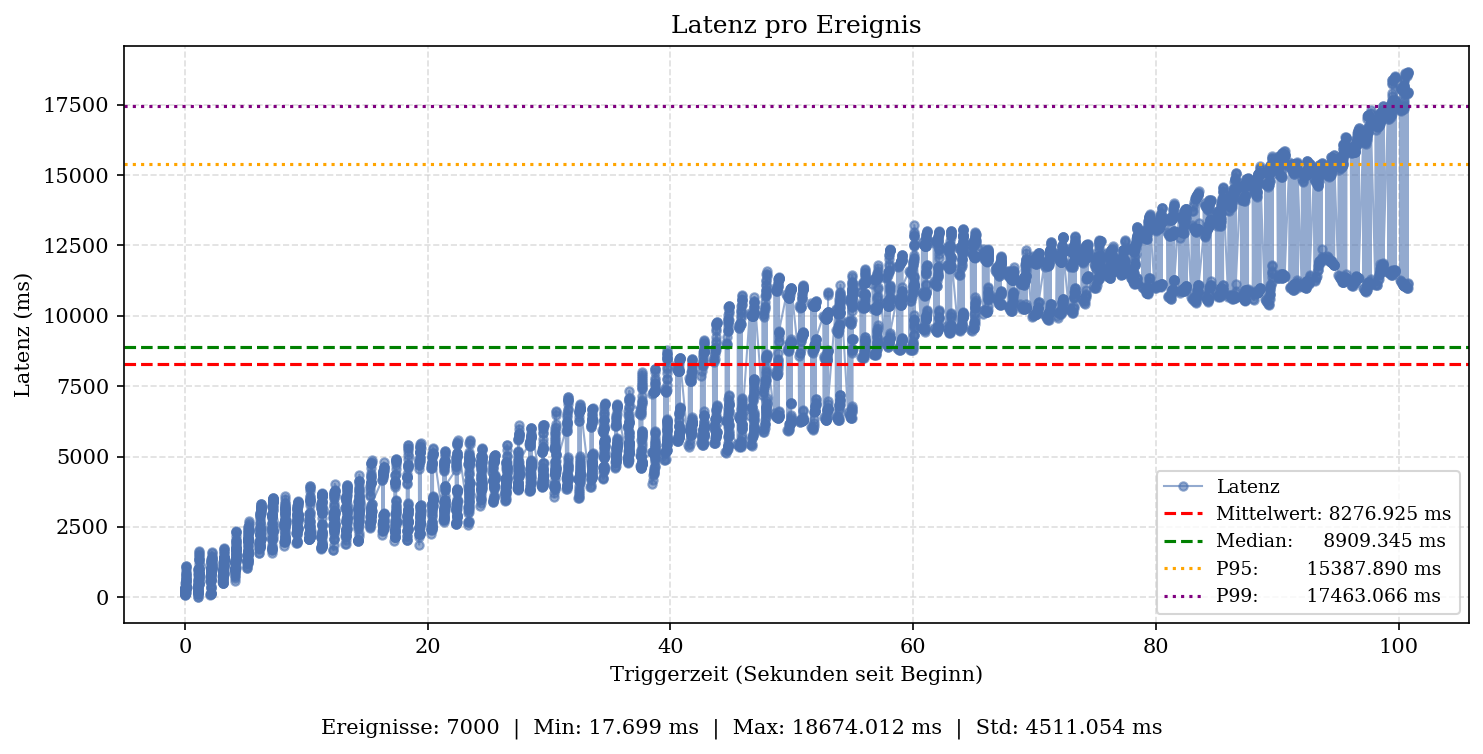 Latenz pro Ereignis
Latenz (ms)
17500
15000
12500
10000
7500
5000
2500
0
Latenz
Mittelwert: 8276.925 ms
Median: 8909.345 ms
P95: 15387.890 ms
P99: 17463.066 ms
0 20 40 60 80 100
Triggerzeit (Sekunden seit Beginn)
Ereignisse: 7000 | Min: 17.699 ms | Max: 18674.012 ms | Std: 4511.054 ms